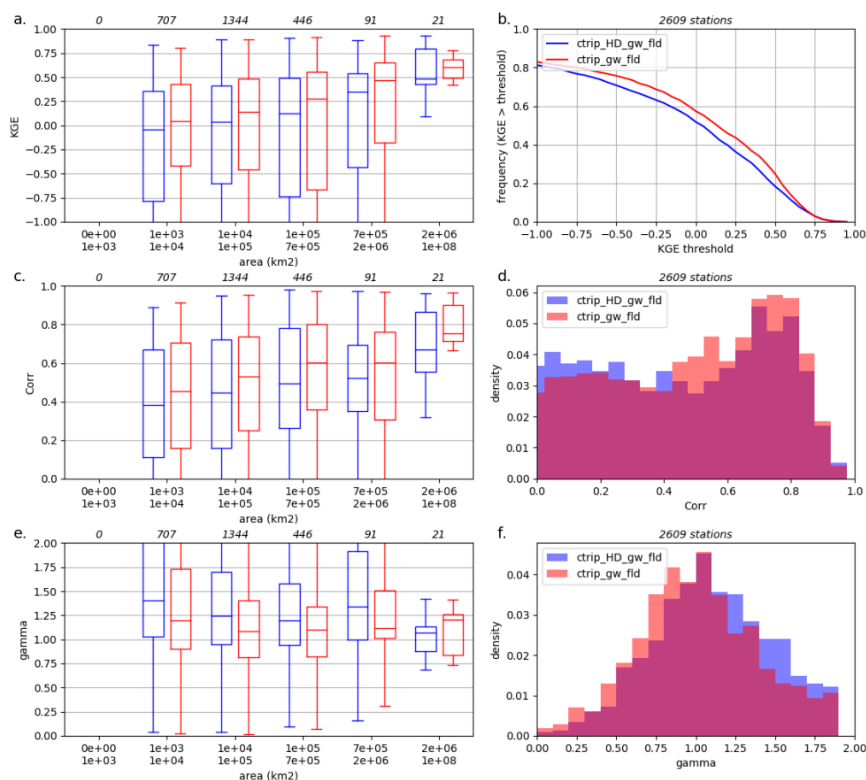 a. 0 707 1344 446 91 21
KGE
1.00
0.75
0.50
0.25
0.00
−0.25
−0.50
−0.75
−1.00
0e+00 1e+03 1e+04 1e+05 7e+05 2e+06
1e+03 1e+04 1e+05 7e+05 2e+06 1e+08
area (km2)
b. 2609 stations
ctrip_HD_gw_fld
ctrip_gw_fld
frequency (KGE > threshold)
1.0
0.8
0.6
0.4
0.2
0.0
−1.00 −0.75 −0.50 −0.25 0.00 0.25 0.50 0.75 1.00
KGE threshold
c. 0 707 1344 446 91 21
Corr
1.0
0.8
0.6
0.4
0.2
0.0
0e+00 1e+03 1e+04 1e+05 7e+05 2e+06
1e+03 1e+04 1e+05 7e+05 2e+06 1e+08
area (km2)
d. 2609 stations
ctrip_HD_gw_fld
ctrip_gw_fld
density
0.06
0.05
0.04
0.03
0.02
0.01
0.00
0.0 0.2 0.4 0.6 0.8 1.0
Corr
e. 0 707 1344 446 91 21
gamma
2.00
1.75
1.50
1.25
1.00
0.75
0.50
0.25
0.00
0e+00 1e+03 1e+04 1e+05 7e+05 2e+06
1e+03 1e+04 1e+05 7e+05 2e+06 1e+08
area (km2)
f. 2609 stations
ctrip_HD_gw_fld
ctrip_gw_fld
density
0.04
0.03
0.02
0.01
0.00
0.00 0.25 0.50 0.75 1.00 1.25 1.50 1.75 2.00
gamma